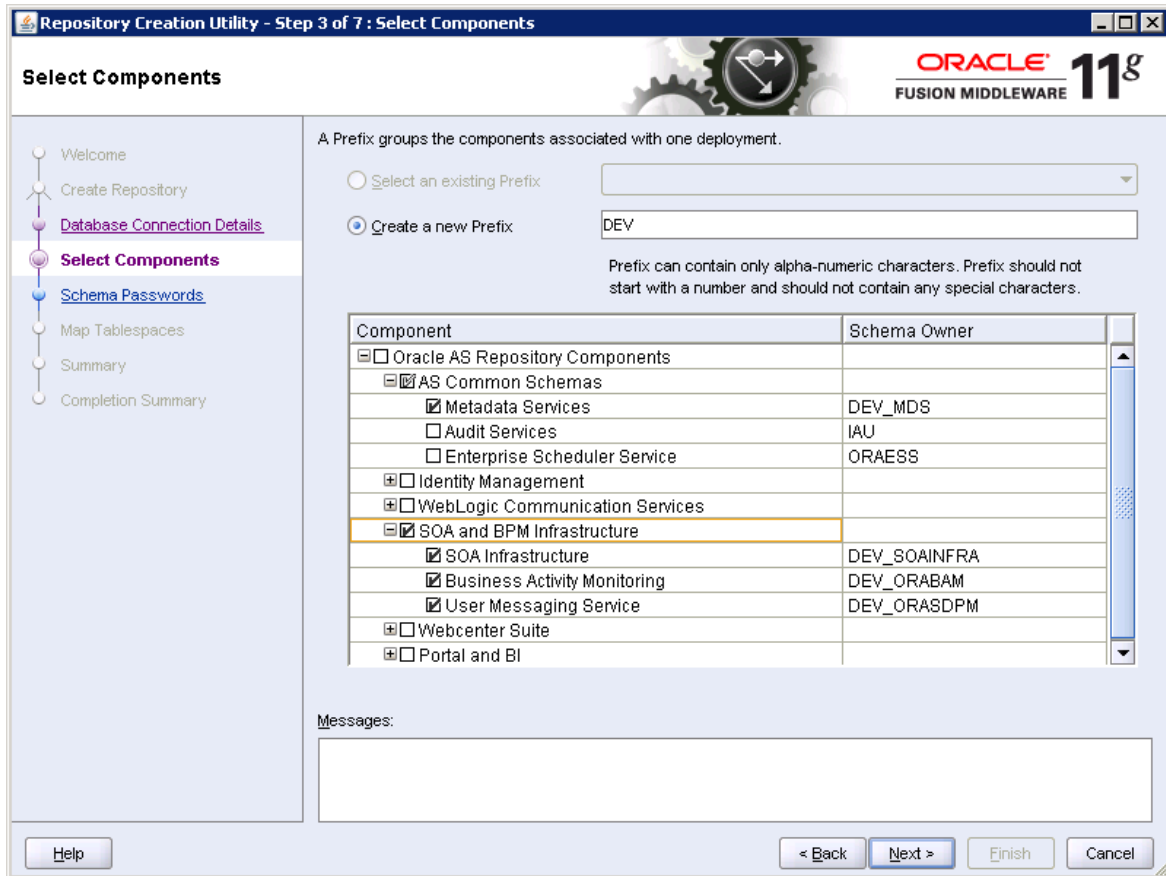 Repository Creation Utility - Step 3 of 7 : Select Components
Select Components
ORACLE
FUSION MIDDLEWARE
11g
Welcome
Create Repository
Database Connection Details
Select Components
Schema Passwords
Map Tablespaces
Summary
Completion Summary
A Prefix groups the components associated with one deployment.
Select an existing Prefix
Create a new Prefix
DEV
Prefix can contain only alpha-numeric characters. Prefix should not
start with a number and should not contain any special characters.
Component Schema Owner
Oracle AS Repository Components
AS Common Schemas
Metadata Services DEV_MDS
Audit Services IAU
Enterprise Scheduler Service ORAESS
Identity Management
WebLogic Communication Services
SOA and BPM Infrastructure
SOA Infrastructure DEV_SOAINFRA
Business Activity Monitoring DEV_ORABAM
User Messaging Service DEV_ORASDPM
Webcenter Suite
Portal and BI
Messages:
Help
< Back Next > Finish Cancel